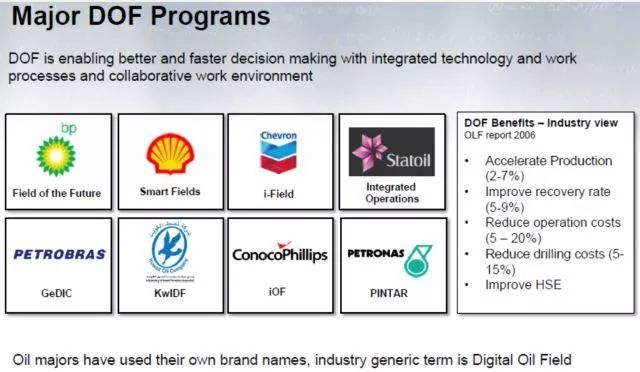 Major DOF Programs
DOF is enabling better and faster decision making with integrated technology and work
processes and collaborative work environment
bp
Field of the Future
Smart Fields
Chevron
i-Field
Statoil
Integrated
Operations
PETROBRAS
GeDIC
Kuwait Oil Company
KwIDF
ConocoPhillips
iOF
PETRONAS
PINTAR
DOF Benefits – Industry view
OLF report 2006
• Accelerate Production
(2-7%)
• Improve recovery rate
(5-9%)
• Reduce operation costs
(5 – 20%)
• Reduce drilling costs (5-
15%)
• Improve HSE
Oil majors have used their own brand names, industry generic term is Digital Oil Field